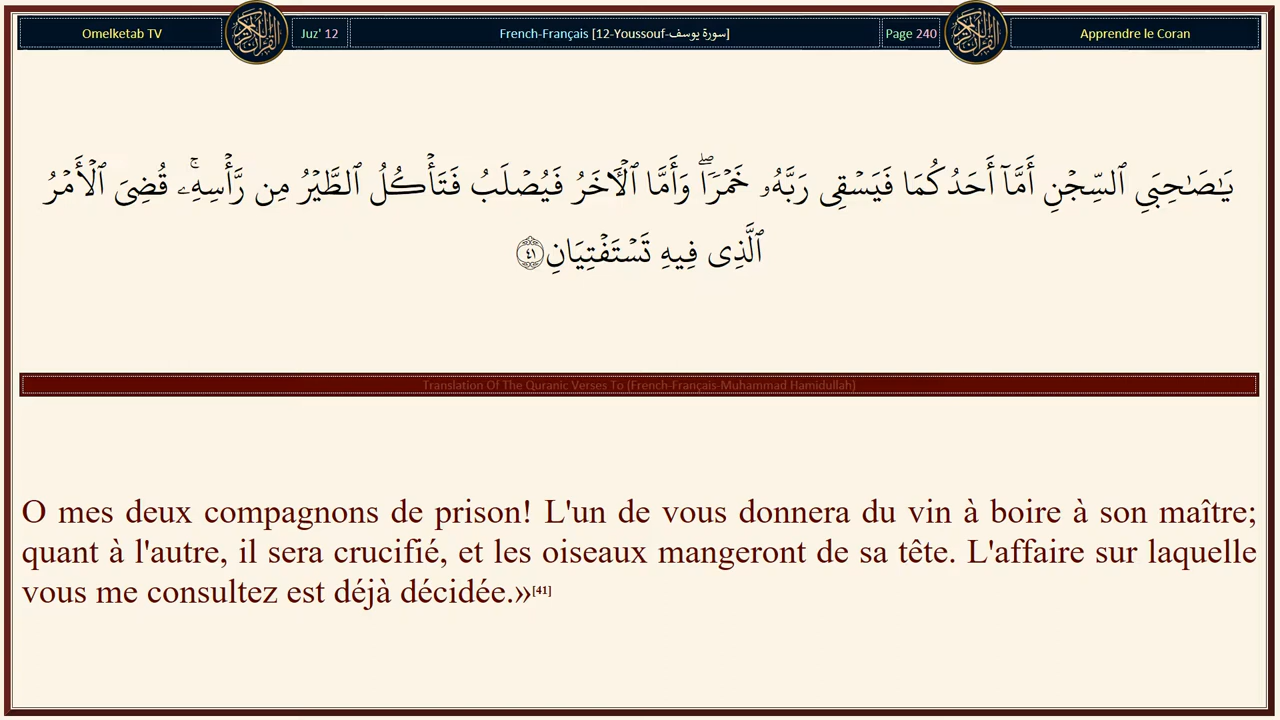 Omelketab TV
Juz' 12
French-Français [12-Youssouf-سورة يوسف]
Page 240
Apprendre le Coran
يَـٰصَـٰحِبَىِ ٱلسِّجْنِ أَمَّآ أَحَدُكُمَا فَيَسْقِى رَبَّهُۥ خَمْرًۭا ۖ وَأَمَّا ٱلْـَٔاخَرُ فَيُصْلَبُ فَتَأْكُلُ ٱلطَّيْرُ مِن رَّأْسِهِۦ ۚ قُضِىَ ٱلْأَمْرُ
ٱلَّذِى فِيهِ تَسْتَفْتِيَانِ ٤١
Translation Of The Quranic Verses To (French-Français-Muhammad Hamidullah)
O mes deux compagnons de prison! L'un de vous donnera du vin à boire à son maître;
quant à l'autre, il sera crucifié, et les oiseaux mangeront de sa tête. L'affaire sur laquelle
vous me consultez est déjà décidée.»[41]